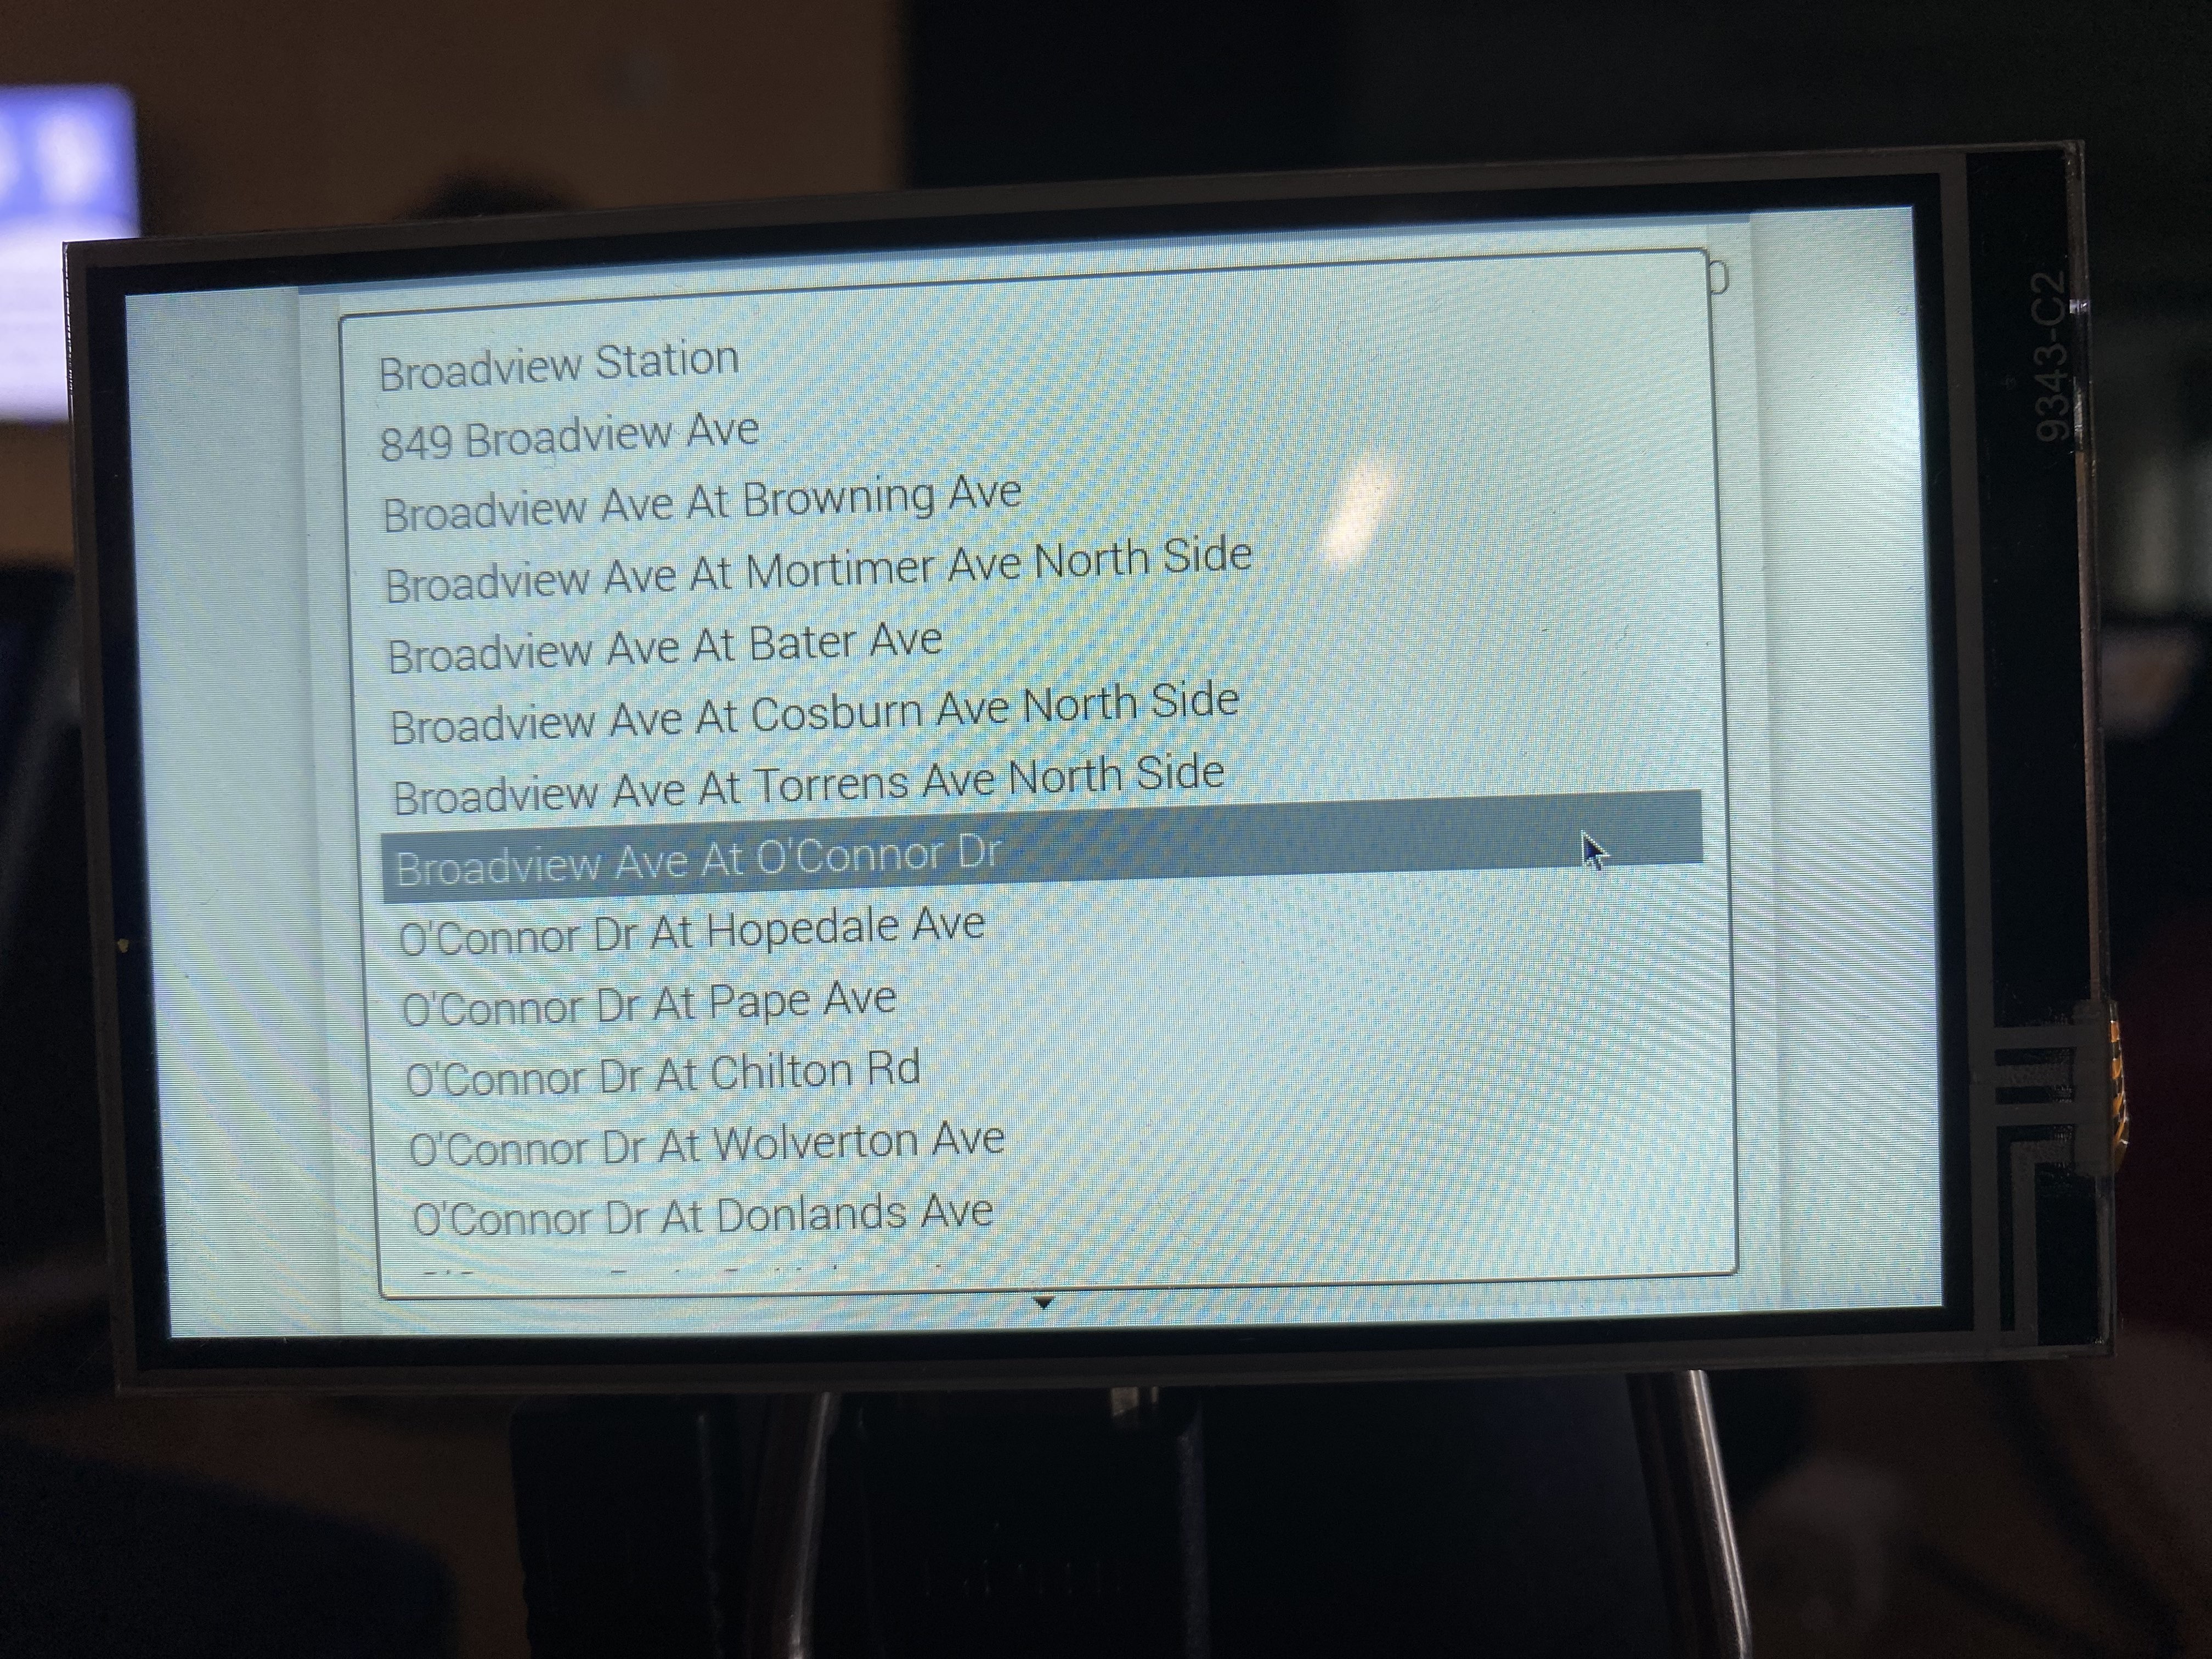 Broadview Station
849 Broadview Ave
Broadview Ave At Browning Ave
Broadview Ave At Mortimer Ave North Side
Broadview Ave At Bater Ave
Broadview Ave At Cosburn Ave North Side
Broadview Ave At Torrens Ave North Side
Broadview Ave At O'Connor Dr
O'Connor Dr At Hopedale Ave
O'Connor Dr At Pape Ave
O'Connor Dr At Chilton Rd
O'Connor Dr At Wolverton Ave
O'Connor Dr At Donlands Ave
9343-C2